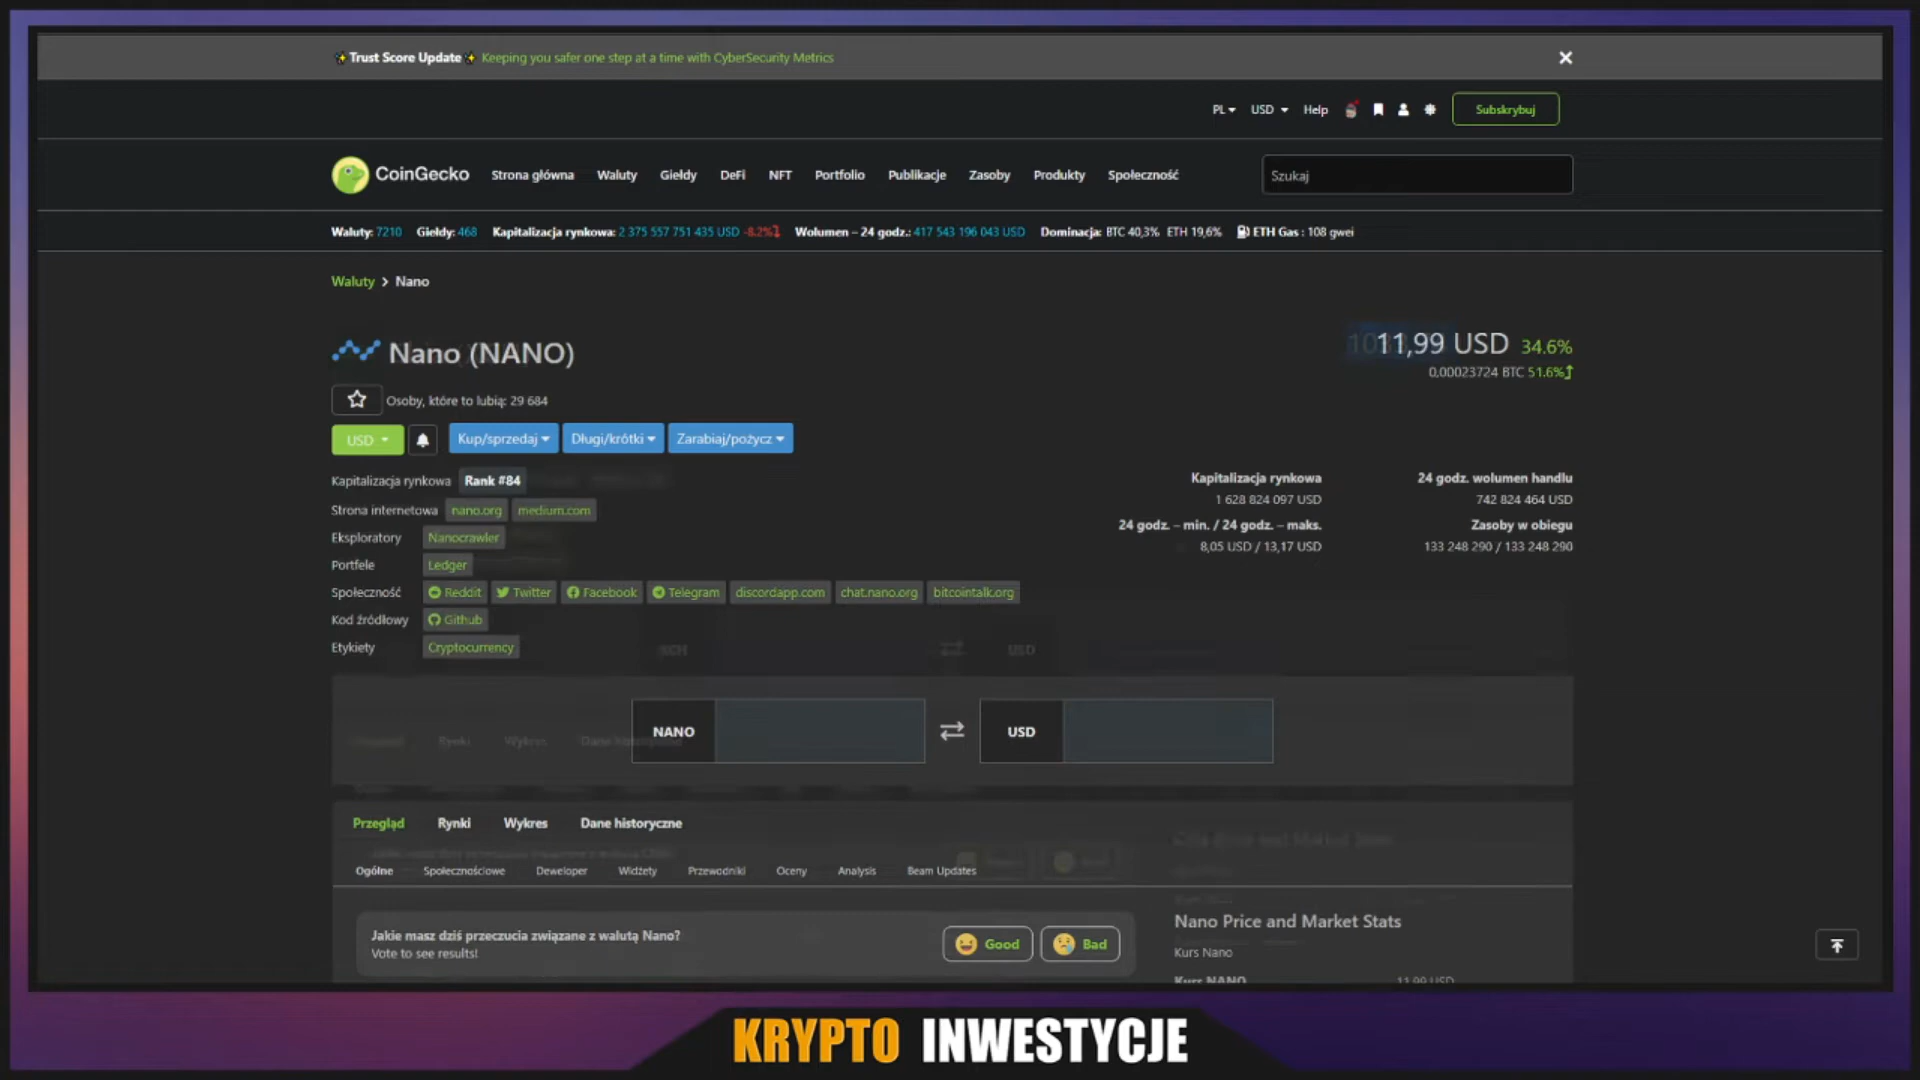 ✨Trust Score Update✨ Keeping you safer one step at a time with CyberSecurity Metrics
PL USD Help Subskrybuj
CoinGecko Strona główna Waluty Giełdy DeFi NFT Portfolio Publikacje Zasoby Produkty Społeczność Szukaj
Waluty: 7210 Giełdy: 468 Kapitalizacja rynkowa: 2 375 557 751 435 USD -8.2% Wolumen – 24 godz.: 417 543 196 043 USD Dominacja: BTC 40,3% ETH 19,6% ETH Gas : 108 gwei
Waluty > Nano
Nano (NANO)
11,99 USD 34.6%
0,00023724 BTC 51.6%
Osoby, które to lubią: 29 684
USD Kup/sprzedaj Długi/krótki Zarabiaj/pożycz
Kapitalizacja rynkowa Rank #84
Strona internetowa nano.org medium.com
Eksploratory Nanocrawler
Portfele Ledger
Społeczność Reddit Twitter Facebook Telegram discordapp.com chat.nano.org bitcointalk.org
Kod źródłowy Github
Etykiety Cryptocurrency
Kapitalizacja rynkowa
1 628 824 097 USD
24 godz. wolumen handlu
742 824 464 USD
24 godz. – min. / 24 godz. – maks.
8,05 USD / 13,17 USD
Zasoby w obiegu
133 248 290 / 133 248 290
XCH USD
NANO USD
Rynki Wykres
Przegląd Rynki Wykres Dane historyczne
Ogólne Społecznościowe Deweloper Widżety Przewodniki Oceny Analysis Beam Updates
Jakie masz dziś przeczucia związane z walutą Nano?
Vote to see results!
Good Bad
Nano Price and Market Stats
Kurs Nano
Kurs NANO 11,99 USD
KRYPTO INWESTYCJE